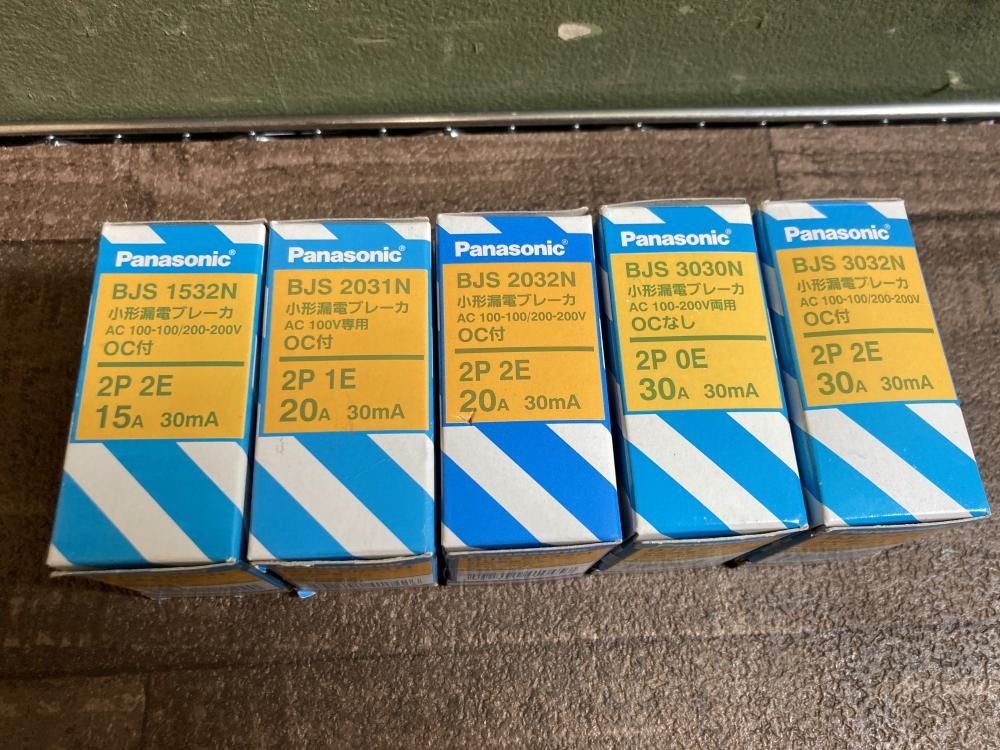 Panasonic®
BJS 1532N
小形漏電ブレーカ
AC 100-100/200-200V
OC付
2P 2E
15A 30mA
Panasonic®
BJS 2031N
小形漏電ブレーカ
AC 100V専用
OC付
2P 1E
20A 30mA
Panasonic®
BJS 2032N
小形漏電ブレーカ
AC 100-100/200-200V
OC付
2P 2E
20A 30mA
Panasonic®
BJS 3030N
小形漏電ブレーカ
AC 100-200V両用
OCなし
2P 0E
30A 30mA
Panasonic®
BJS 3032N
小形漏電ブレーカ
AC 100-100/200-200V
OC付
2P 2E
30A 30mA